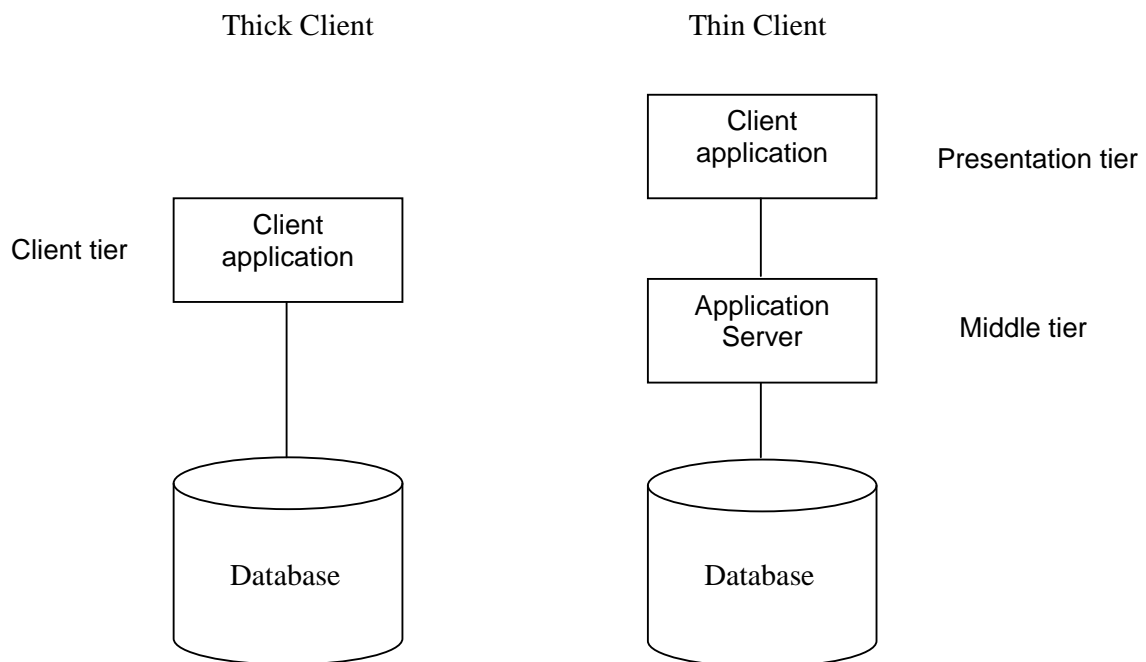 Thick Client
Client tier
Client
application
Database
Thin Client
Client
application
Presentation tier
Application
Server
Middle tier
Database